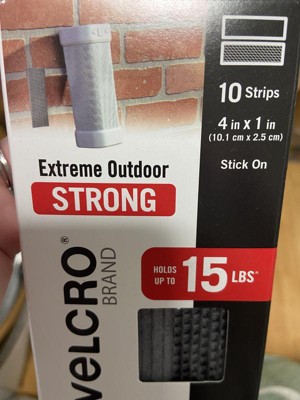 10 Strips
4 in x 1 in
(10.1 cm x 2.5 cm)
Stick On
Extreme Outdoor
STRONG
HOLDS
UP TO
15 LBS*
VELCRO®
BRAND